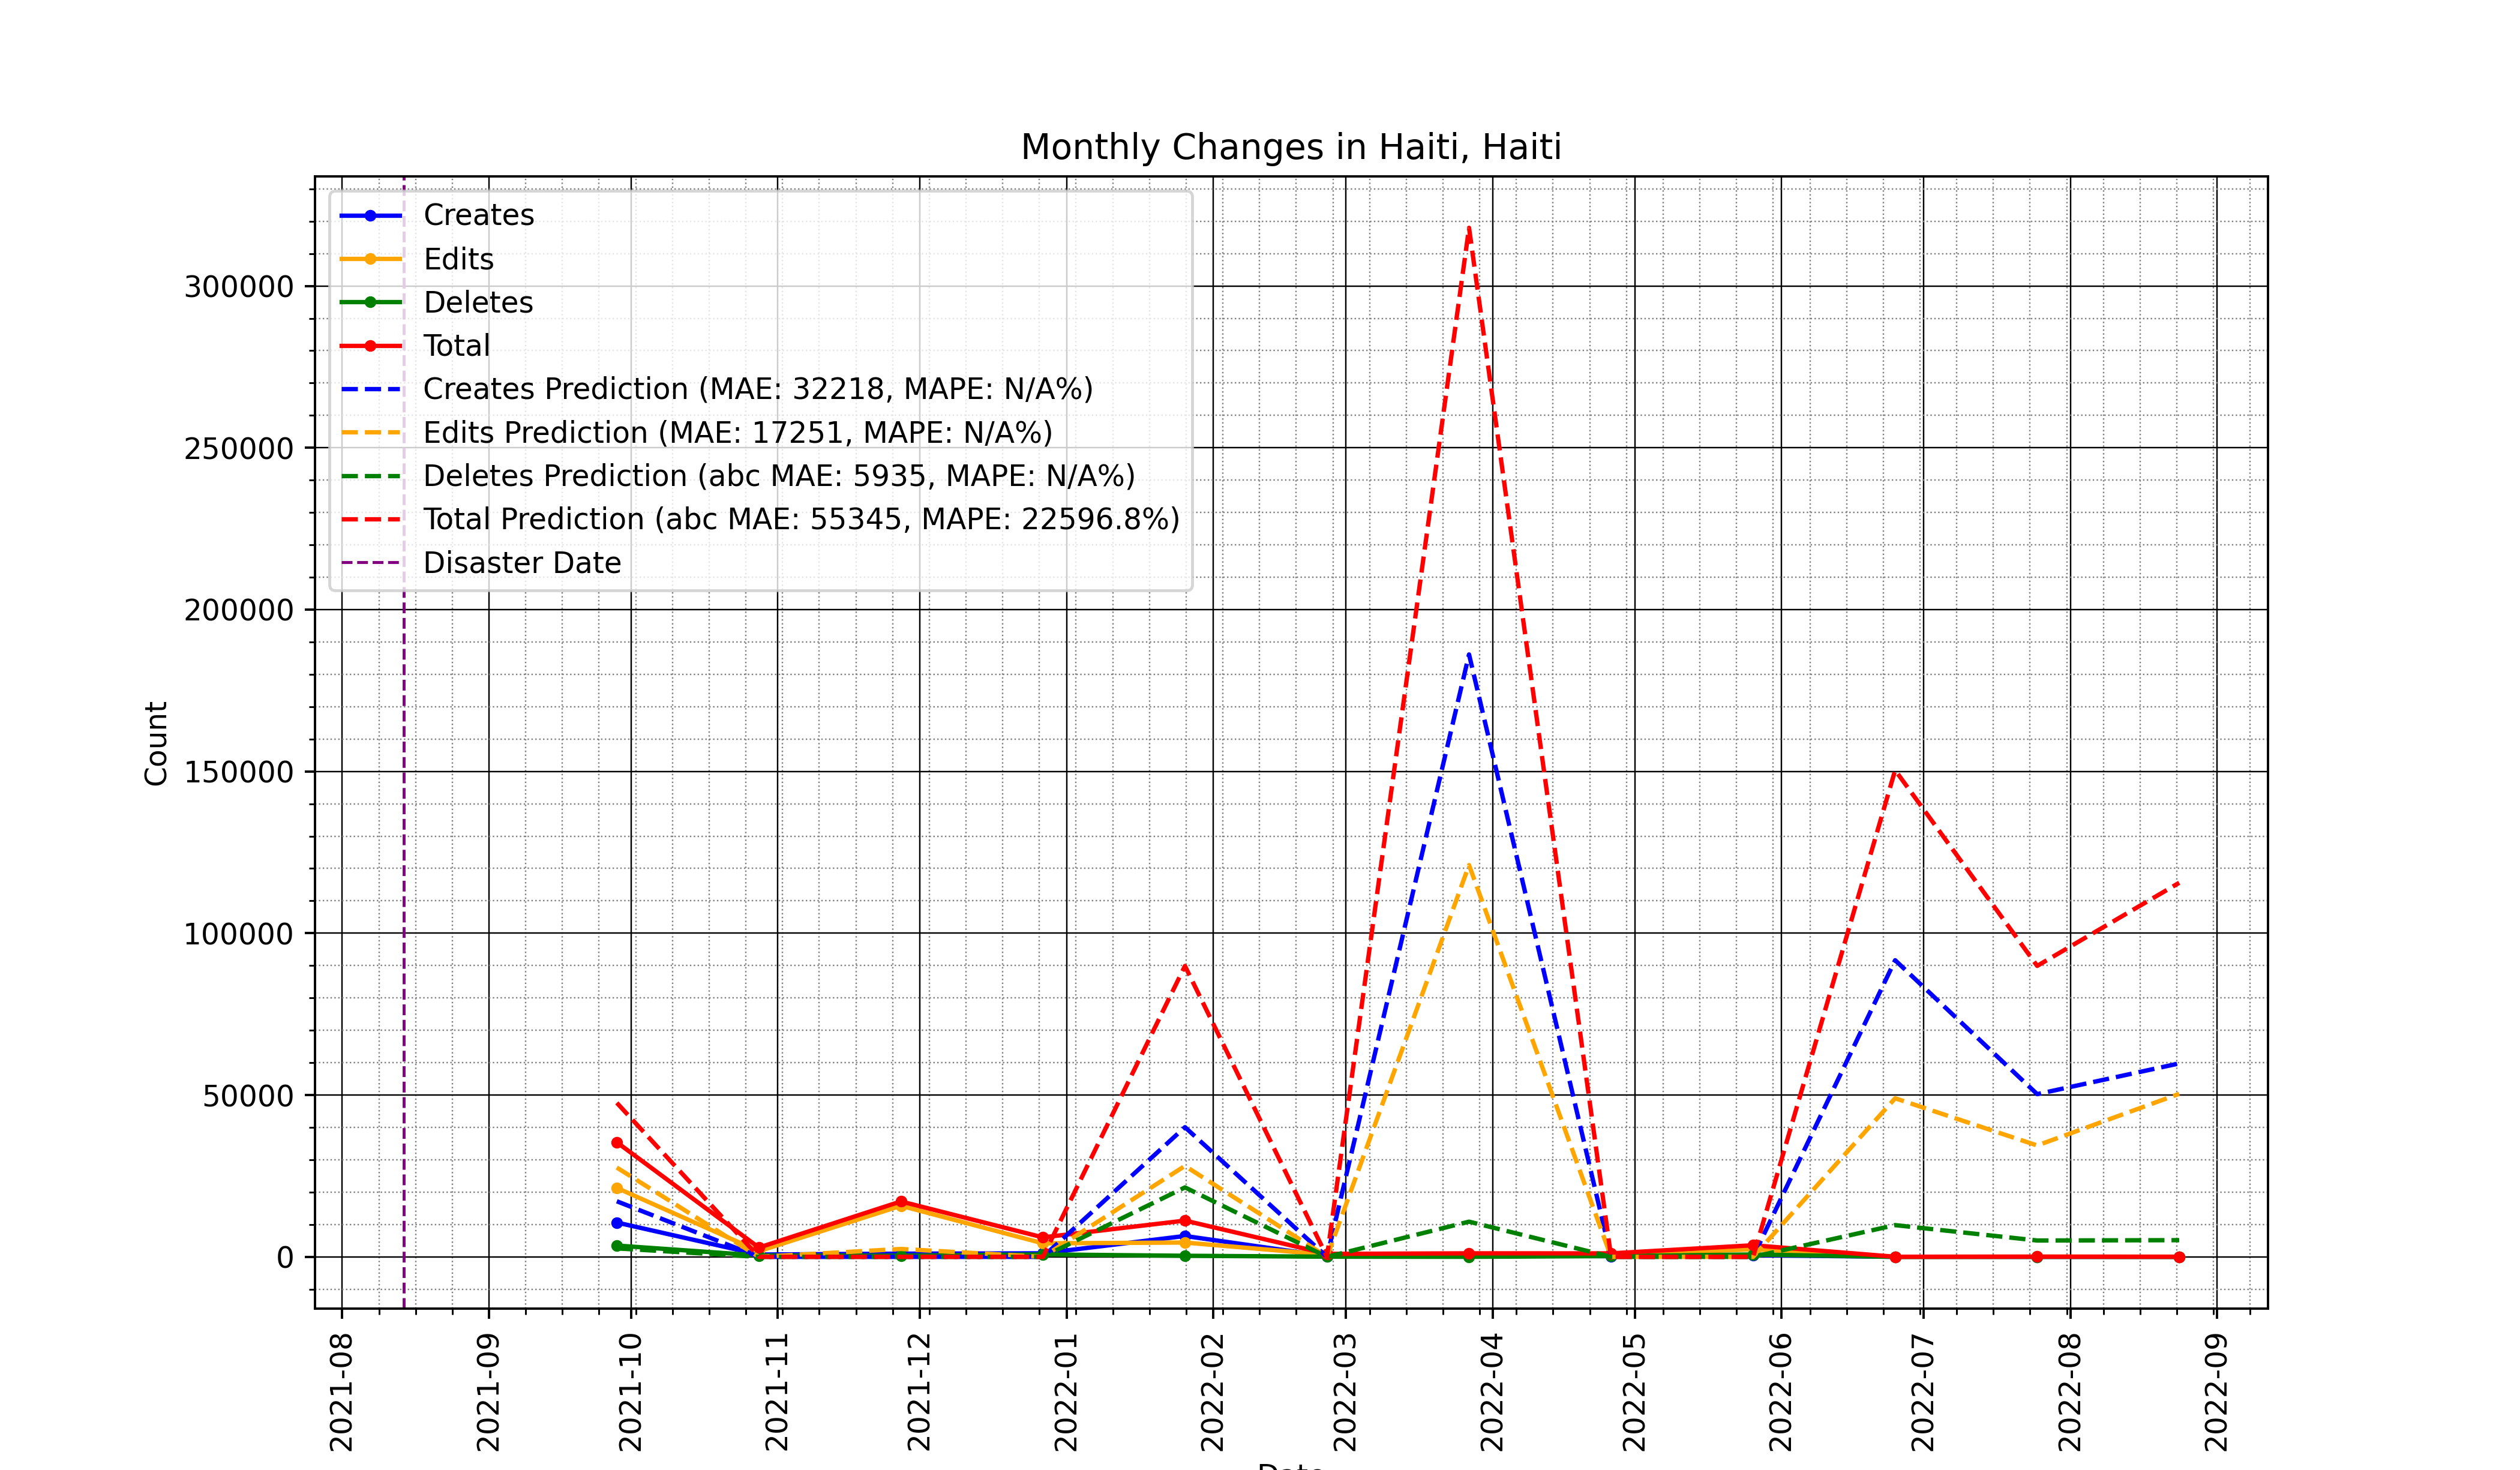 Monthly Changes in Haiti, Haiti
Creates
Edits
Deletes
Total
Creates Prediction (MAE: 32218, MAPE: N/A%)
Edits Prediction (MAE: 17251, MAPE: N/A%)
Deletes Prediction (abc MAE: 5935, MAPE: N/A%)
Total Prediction (abc MAE: 55345, MAPE: 22596.8%)
Disaster Date
Count
300000
250000
200000
150000
100000
50000
0
2021-08
2021-09
2021-10
2021-11
2021-12
2022-01
2022-02
2022-03
2022-04
2022-05
2022-06
2022-07
2022-08
2022-09
Date